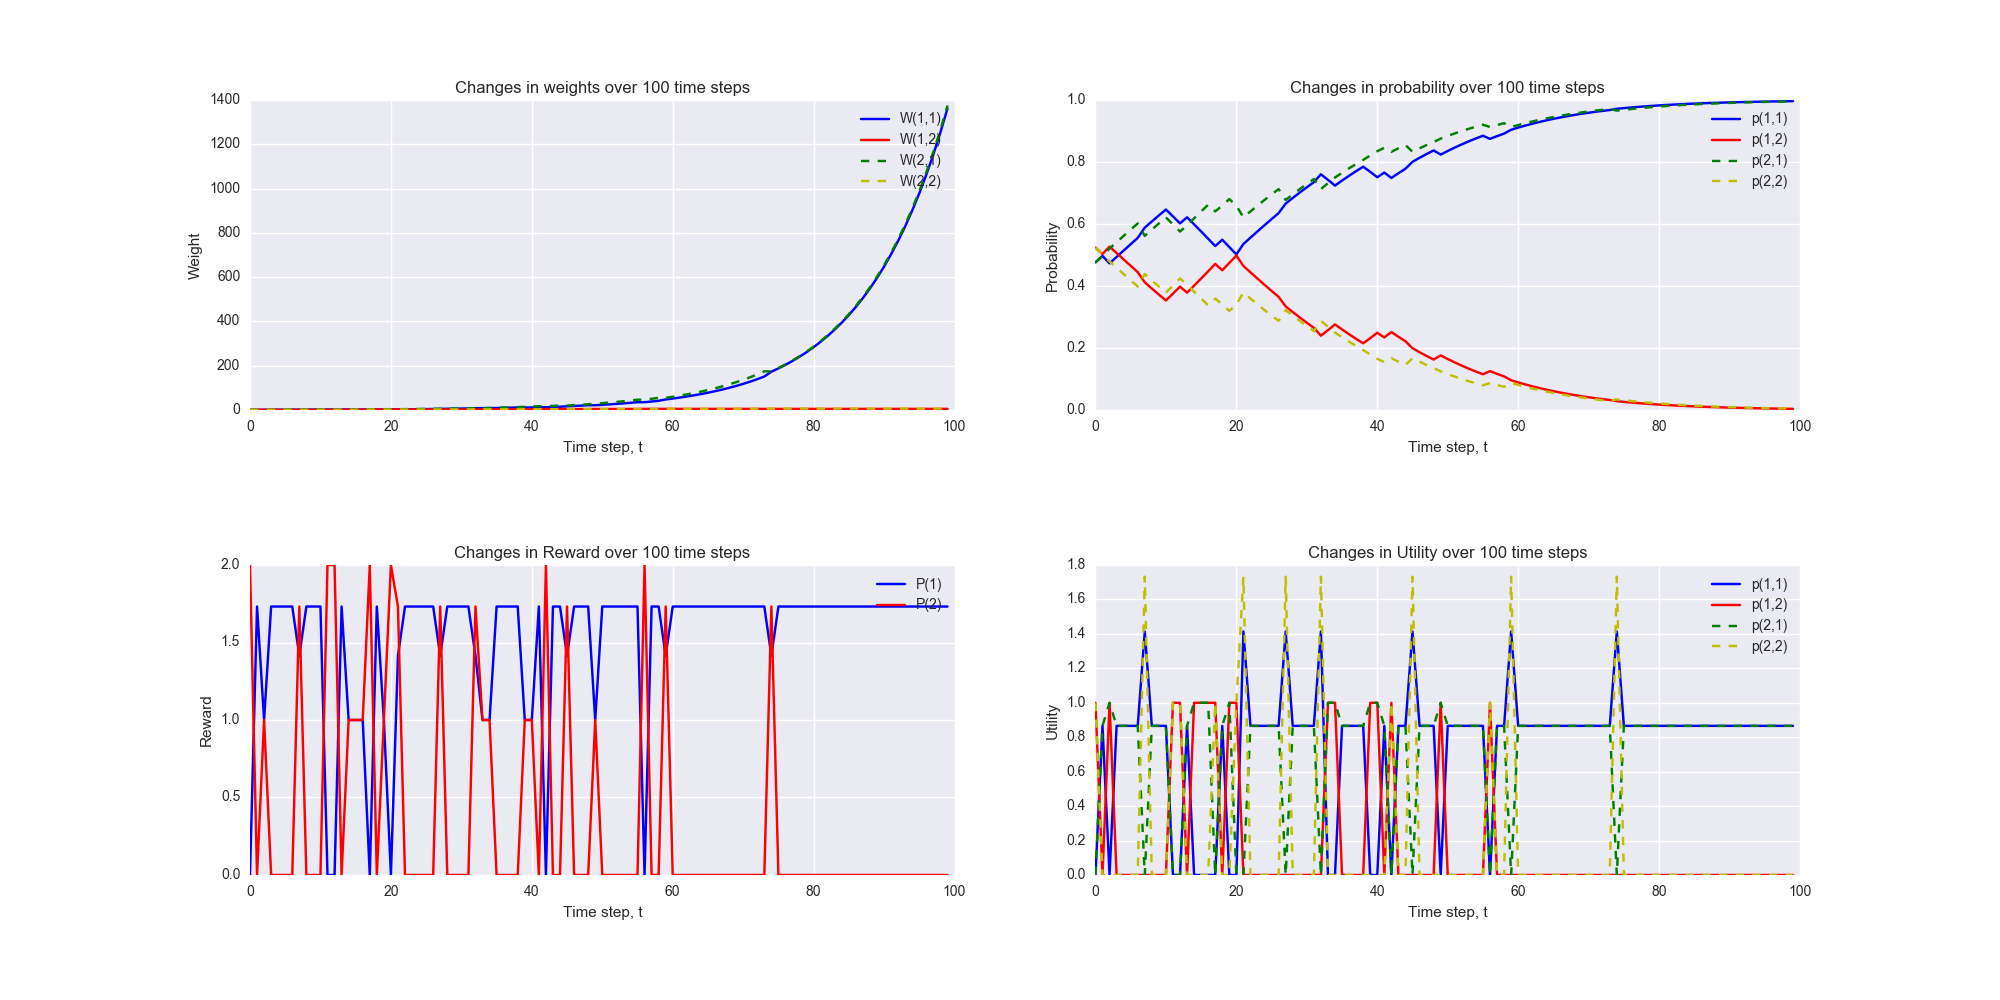 Changes in weights over 100 time steps
1400
1200
1000
800
600
400
200
0
Weight
0 20 40 60 80 100
Time step, t
W(1,1)
W(1,2)
W(2,1)
W(2,2)
Changes in probability over 100 time steps
1.0
0.8
0.6
0.4
0.2
0.0
Probability
0 20 40 60 80 100
Time step, t
p(1,1)
p(1,2)
p(2,1)
p(2,2)
Changes in Reward over 100 time steps
2.0
1.5
1.0
0.5
0.0
Reward
0 20 40 60 80 100
Time step, t
P(1)
P(2)
Changes in Utility over 100 time steps
1.8
1.6
1.4
1.2
1.0
0.8
0.6
0.4
0.2
0.0
Utility
0 20 40 60 80 100
Time step, t
p(1,1)
p(1,2)
p(2,1)
p(2,2)